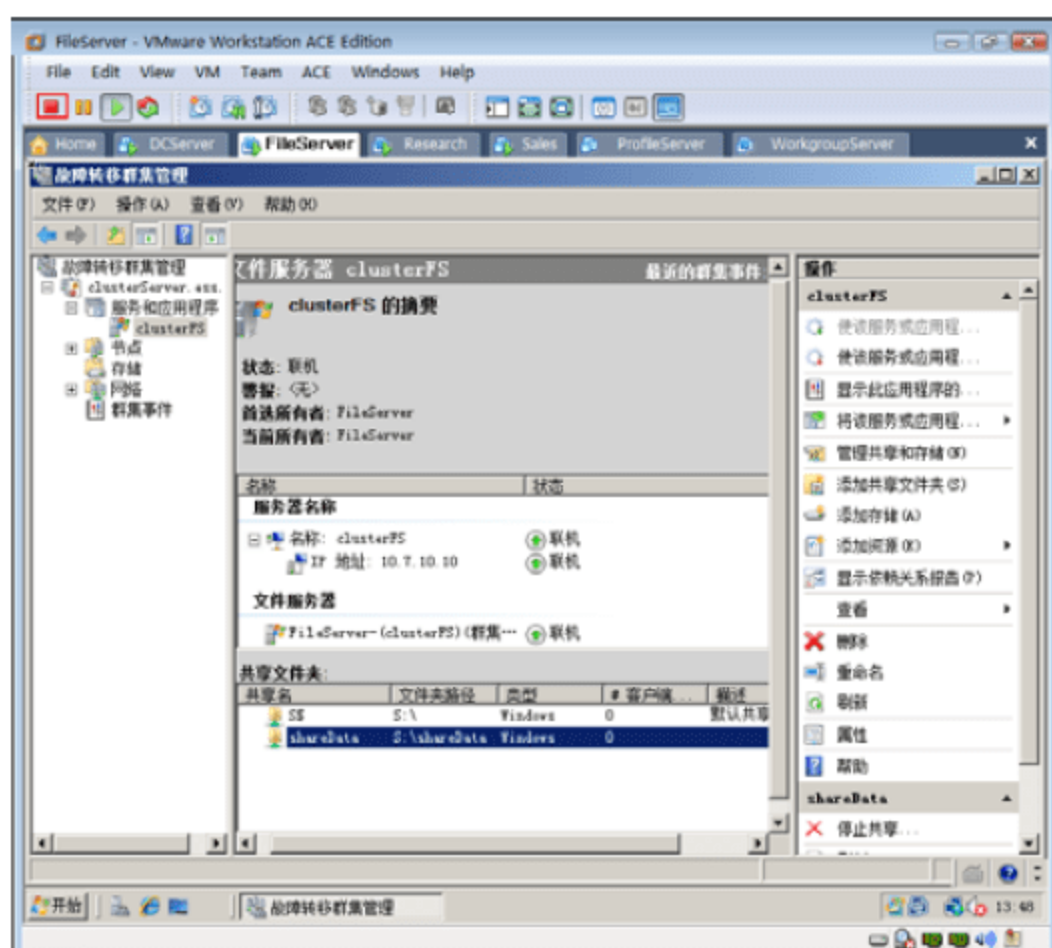 FileServer - VMware Workstation ACE Edition
File Edit View VM Team ACE Windows Help
Home DCServer FileServer Research Sales ProfileServer WorkgroupServer
故障转移群集管理
文件(F) 操作(A) 查看(V) 帮助(H)
故障转移群集管理
clusterServer.ess.
服务和应用程序
clusterFS
节点
存储
网络
群集事件
文件服务器 clusterFS 最近的群集事件
clusterFS 的摘要
状态: 联机
警报: <无>
首选所有者: FileServer
当前所有者: FileServer
名称 状态
服务器名称
名称: clusterFS 联机
IP 地址: 10.7.10.10 联机
文件服务器
FileServer-(clusterFS)(群集… 联机
共享文件夹:
共享名 文件夹路径 类型 # 客户端... 描述
S$ S:\ Windows 0 默认共享
shareData S:\shareData Windows 0
操作
clusterFS
使该服务或应用程...
使该服务或应用程...
显示此应用程序的...
将该服务或应用程...
管理共享和存储(N)
添加共享文件夹(S)
添加存储(A)
添加资源(R)
显示依赖关系报告(P)
查看
删除
重命名
刷新
属性
帮助
shareData
停止共享...
开始 故障转移群集管理 13:48